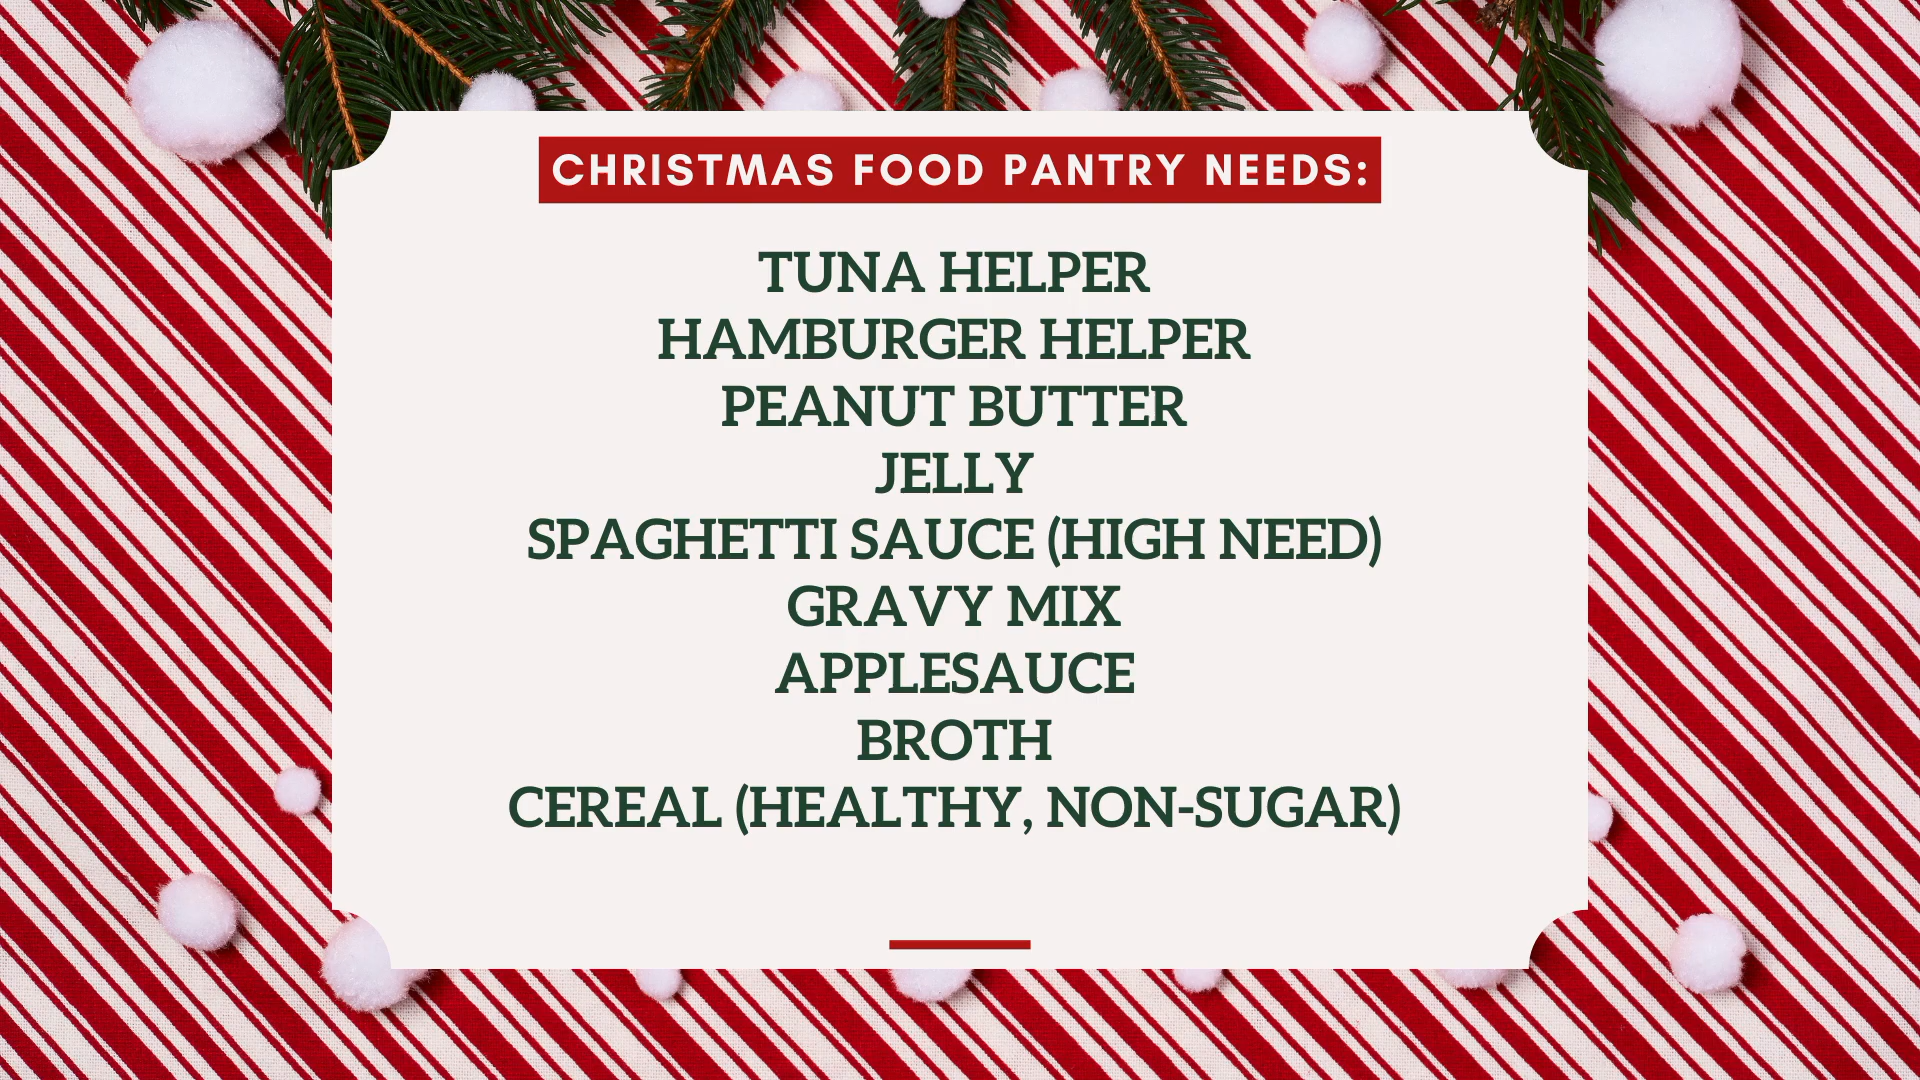 CHRISTMAS FOOD PANTRY NEEDS:
TUNA HELPER
HAMBURGER HELPER
PEANUT BUTTER
JELLY
SPAGHETTI SAUCE (HIGH NEED)
GRAVY MIX
APPLESAUCE
BROTH
CEREAL (HEALTHY, NON-SUGAR)